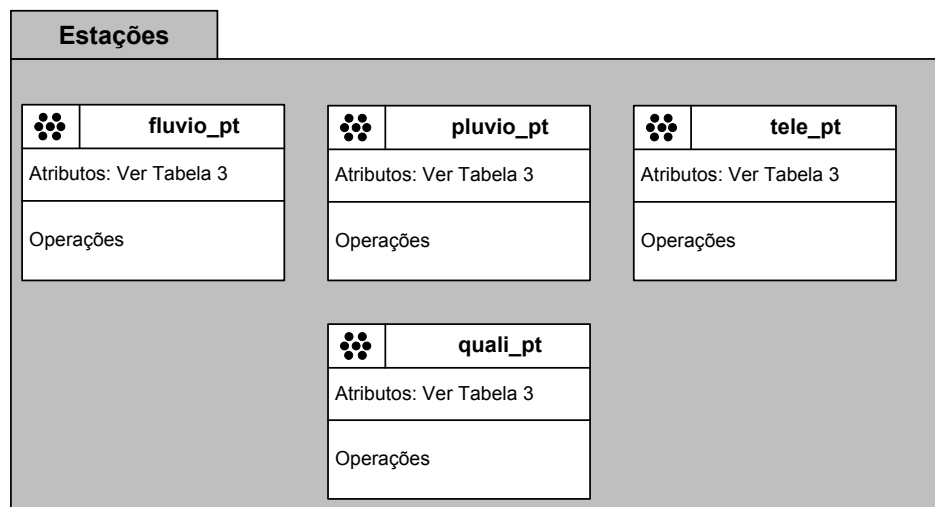 Estações
fluvio_pt
Atributos: Ver Tabela 3
Operações
pluvio_pt
Atributos: Ver Tabela 3
Operações
tele_pt
Atributos: Ver Tabela 3
Operações
quali_pt
Atributos: Ver Tabela 3
Operações